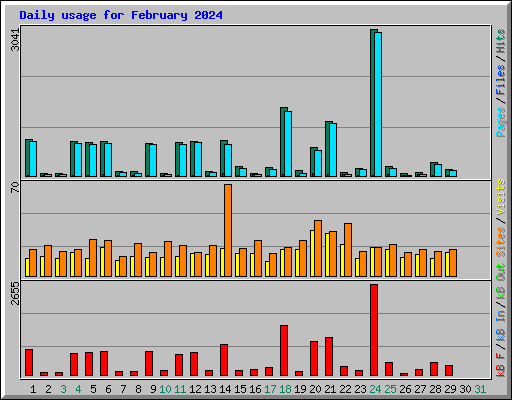 Daily usage for February 2024
3041
Pages / Files / Hits
70
Sites / Visits
2655
kB F / kB In / kB Out
1 2 3 4 5 6 7 8 9 10 11 12 13 14 15 16 17 18 19 20 21 22 23 24 25 26 27 28 29 30 31